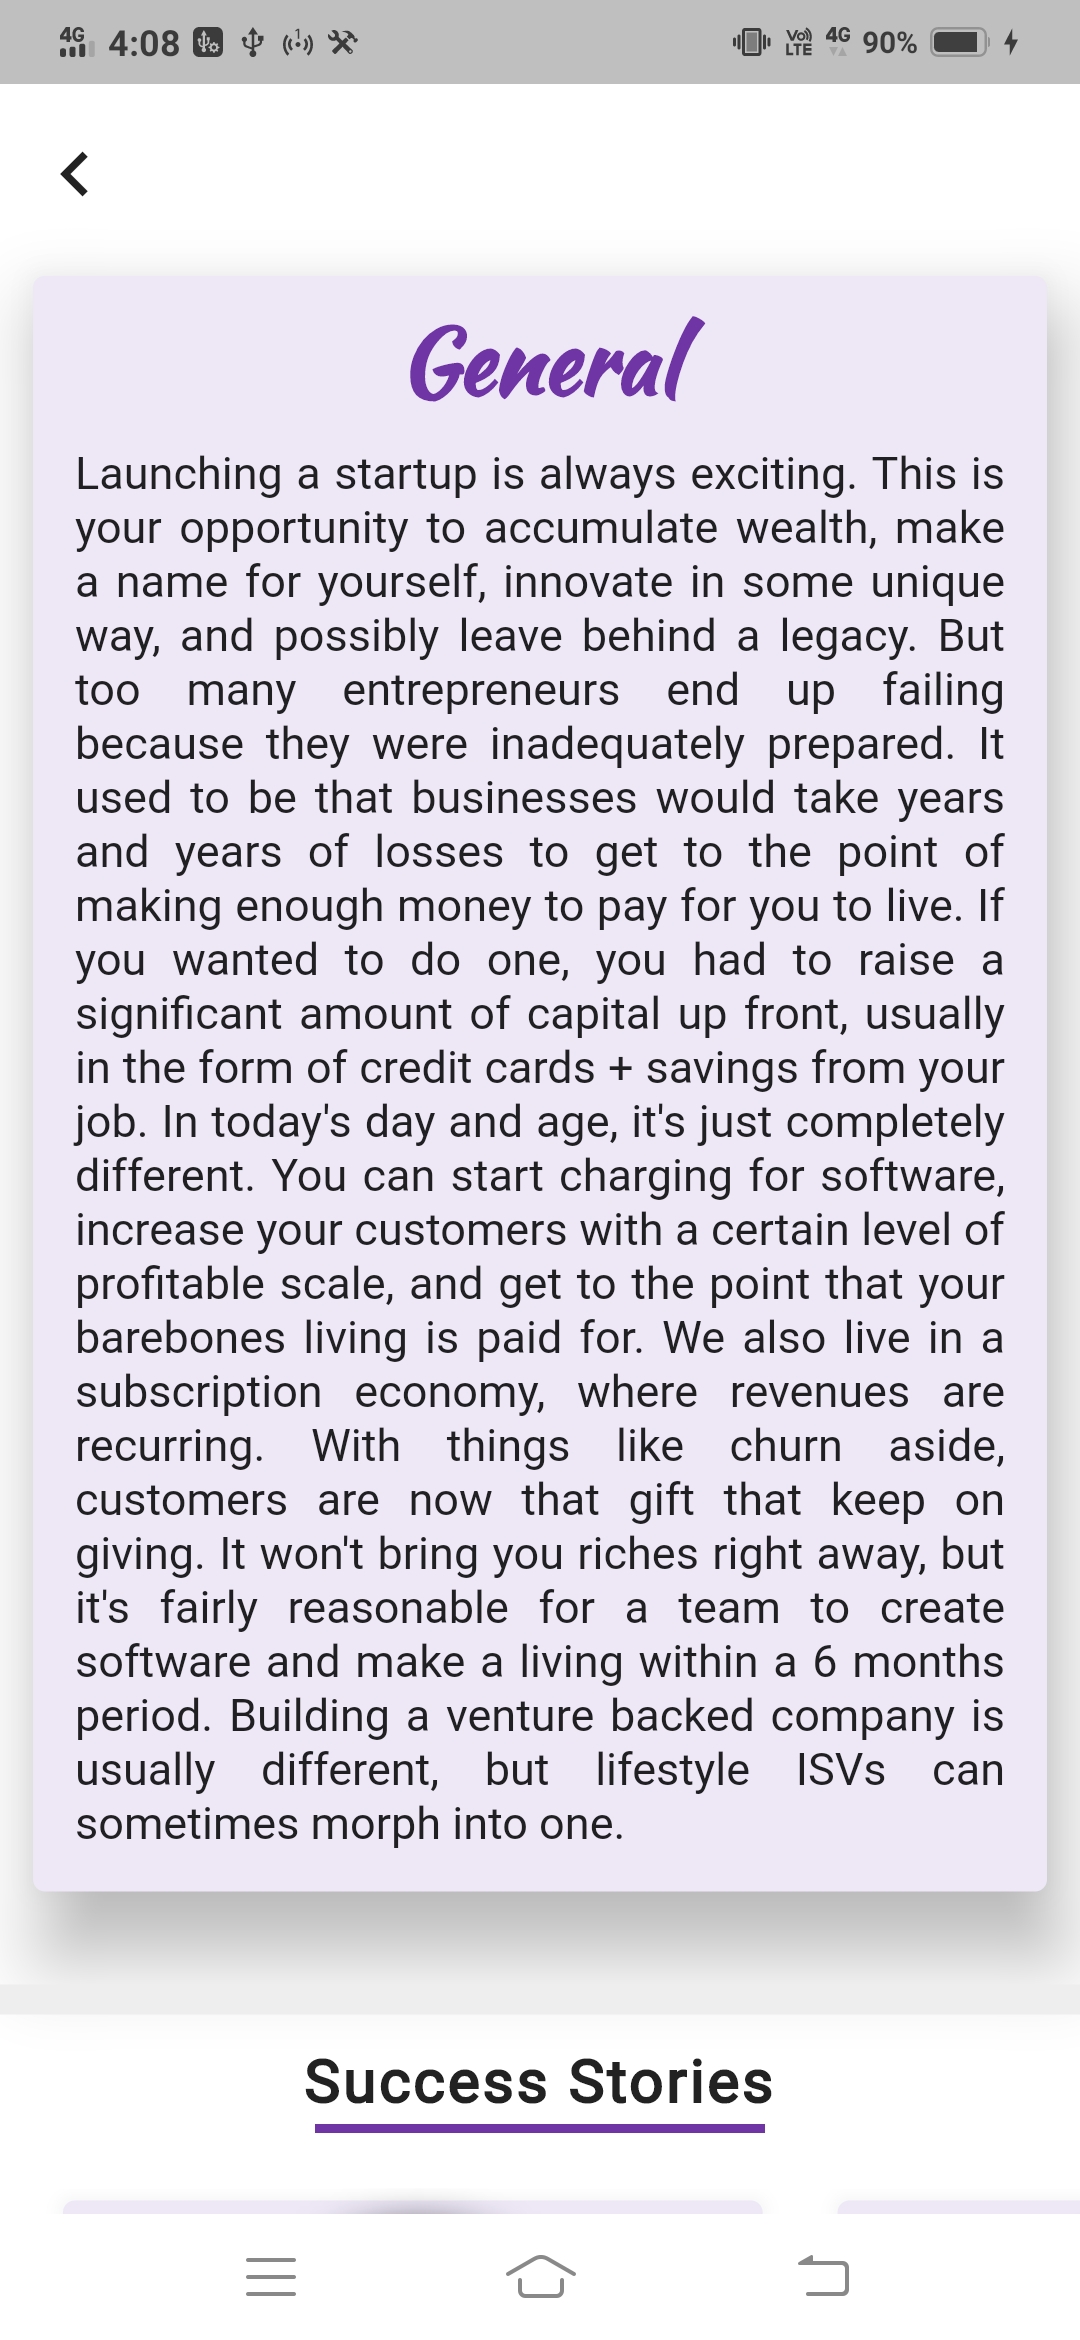 4G 4:08 Vo) LTE 4G 90%
General
Launching a startup is always exciting. This is
your opportunity to accumulate wealth, make
a name for yourself, innovate in some unique
way, and possibly leave behind a legacy. But
too many entrepreneurs end up failing
because they were inadequately prepared. It
used to be that businesses would take years
and years of losses to get to the point of
making enough money to pay for you to live. If
you wanted to do one, you had to raise a
significant amount of capital up front, usually
in the form of credit cards + savings from your
job. In today's day and age, it's just completely
different. You can start charging for software,
increase your customers with a certain level of
profitable scale, and get to the point that your
barebones living is paid for. We also live in a
subscription economy, where revenues are
recurring. With things like churn aside,
customers are now that gift that keep on
giving. It won't bring you riches right away, but
it's fairly reasonable for a team to create
software and make a living within a 6 months
period. Building a venture backed company is
usually different, but lifestyle ISVs can
sometimes morph into one.
Success Stories